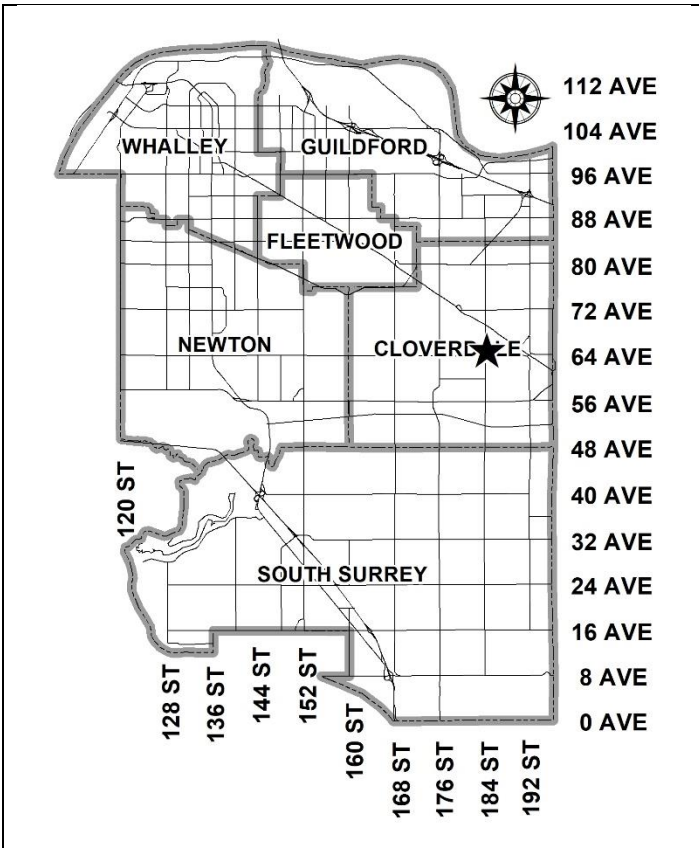 112 AVE
104 AVE
WHALLEY
GUILDFORD
96 AVE
88 AVE
FLEETWOOD
80 AVE
72 AVE
NEWTON
CLOVERD★LE
64 AVE
56 AVE
48 AVE
120 ST
40 AVE
32 AVE
SOUTH SURREY
24 AVE
16 AVE
128 ST
136 ST
144 ST
152 ST
160 ST
8 AVE
0 AVE
168 ST
176 ST
184 ST
192 ST